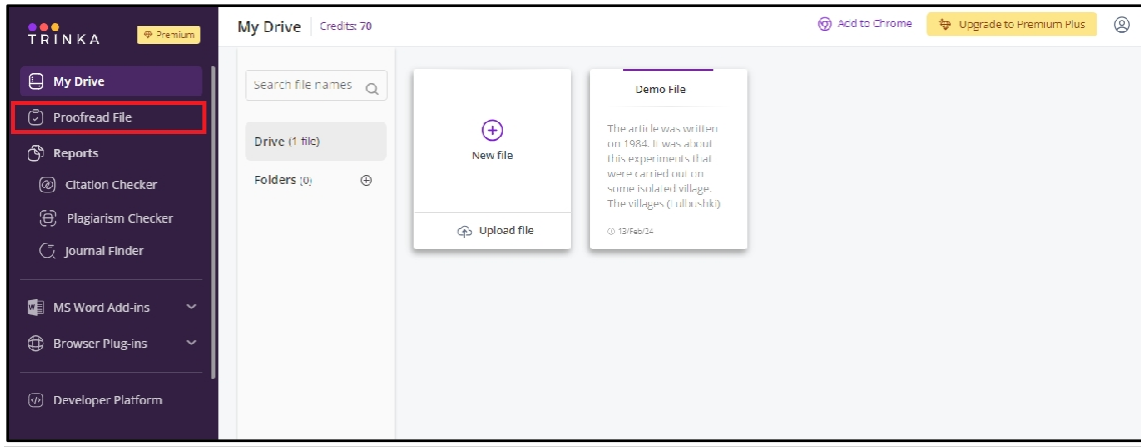 TRINKA
Premium
My Drive
Proofread File
Reports
Citation Checker
Plagiarism Checker
Journal Finder
MS Word Add-ins
Browser Plug-ins
Developer Platform
My Drive
Credits: 70
Add to Chrome
Upgrade to Premium Plus
Search file names
Drive (1 file)
Folders (0)
New file
Upload file
Demo File
The article was written
on 1984. It was about
this experiments that
were carried out on
some isolated village.
The villages
13/Feb/24